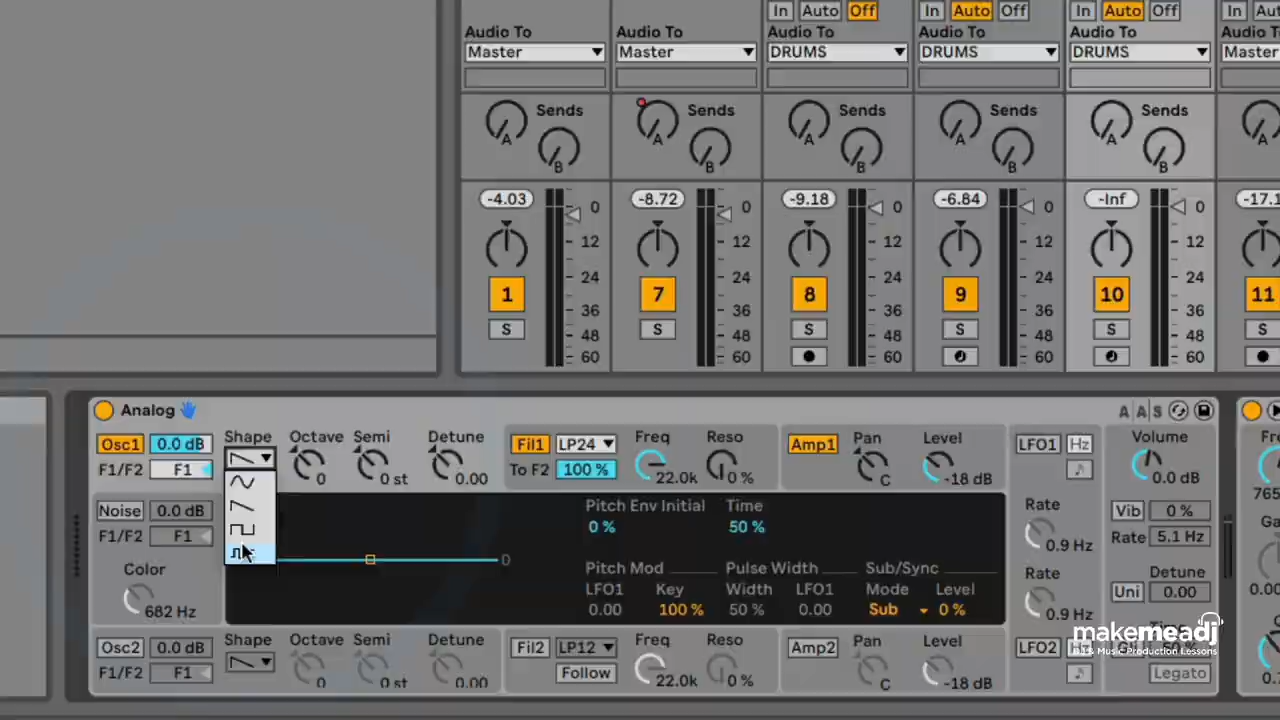 In Auto Off In Auto Off In Auto Off In
Audio To Audio To Audio To Audio To Audio To
Master Master DRUMS DRUMS DRUMS Master
Sends Sends Sends Sends Sends
A A A A A
B B B B B
-4.03 -8.72 -9.18 -6.84 -Inf
0 0 0 0 0
12 12 12 12 12
24 24 24 24 24
1 7 8 9 10 11
36 36 36 36 36
S S S S S S
48 48 48 48 48
60 60 60 60 60
Analog A A S
Osc1 0.0 dB Shape Octave Semi Detune Fil1 LP24 Freq Reso Amp1 Pan Level LFO1 Hz Volume
F1/F2 F1 0 0 st 0.00 To F2 100 % 22.0k 0 % C -18 dB 0.0 dB
Noise 0.0 dB Pitch Env Initial Time Rate Vib 0 %
F1/F2 F1 0 % 50 % 0.9 Hz Rate 5.1 Hz
0
Color Pitch Mod Pulse Width Sub/Sync Rate Detune
682 Hz LFO1 Key Width LFO1 Mode Level 0.9 Hz Uni 0.00
0.00 100 % 50 % 0.00 Sub 0 %
makemeadj
1-1 & Music Production Lessons
Osc2 0.0 dB Shape Octave Semi Detune Fil2 LP12 Freq Reso Amp2 Pan Level LFO2
F1/F2 F1 0 0 st 0.00 Follow 22.0k 0 % C -18 dB Legato